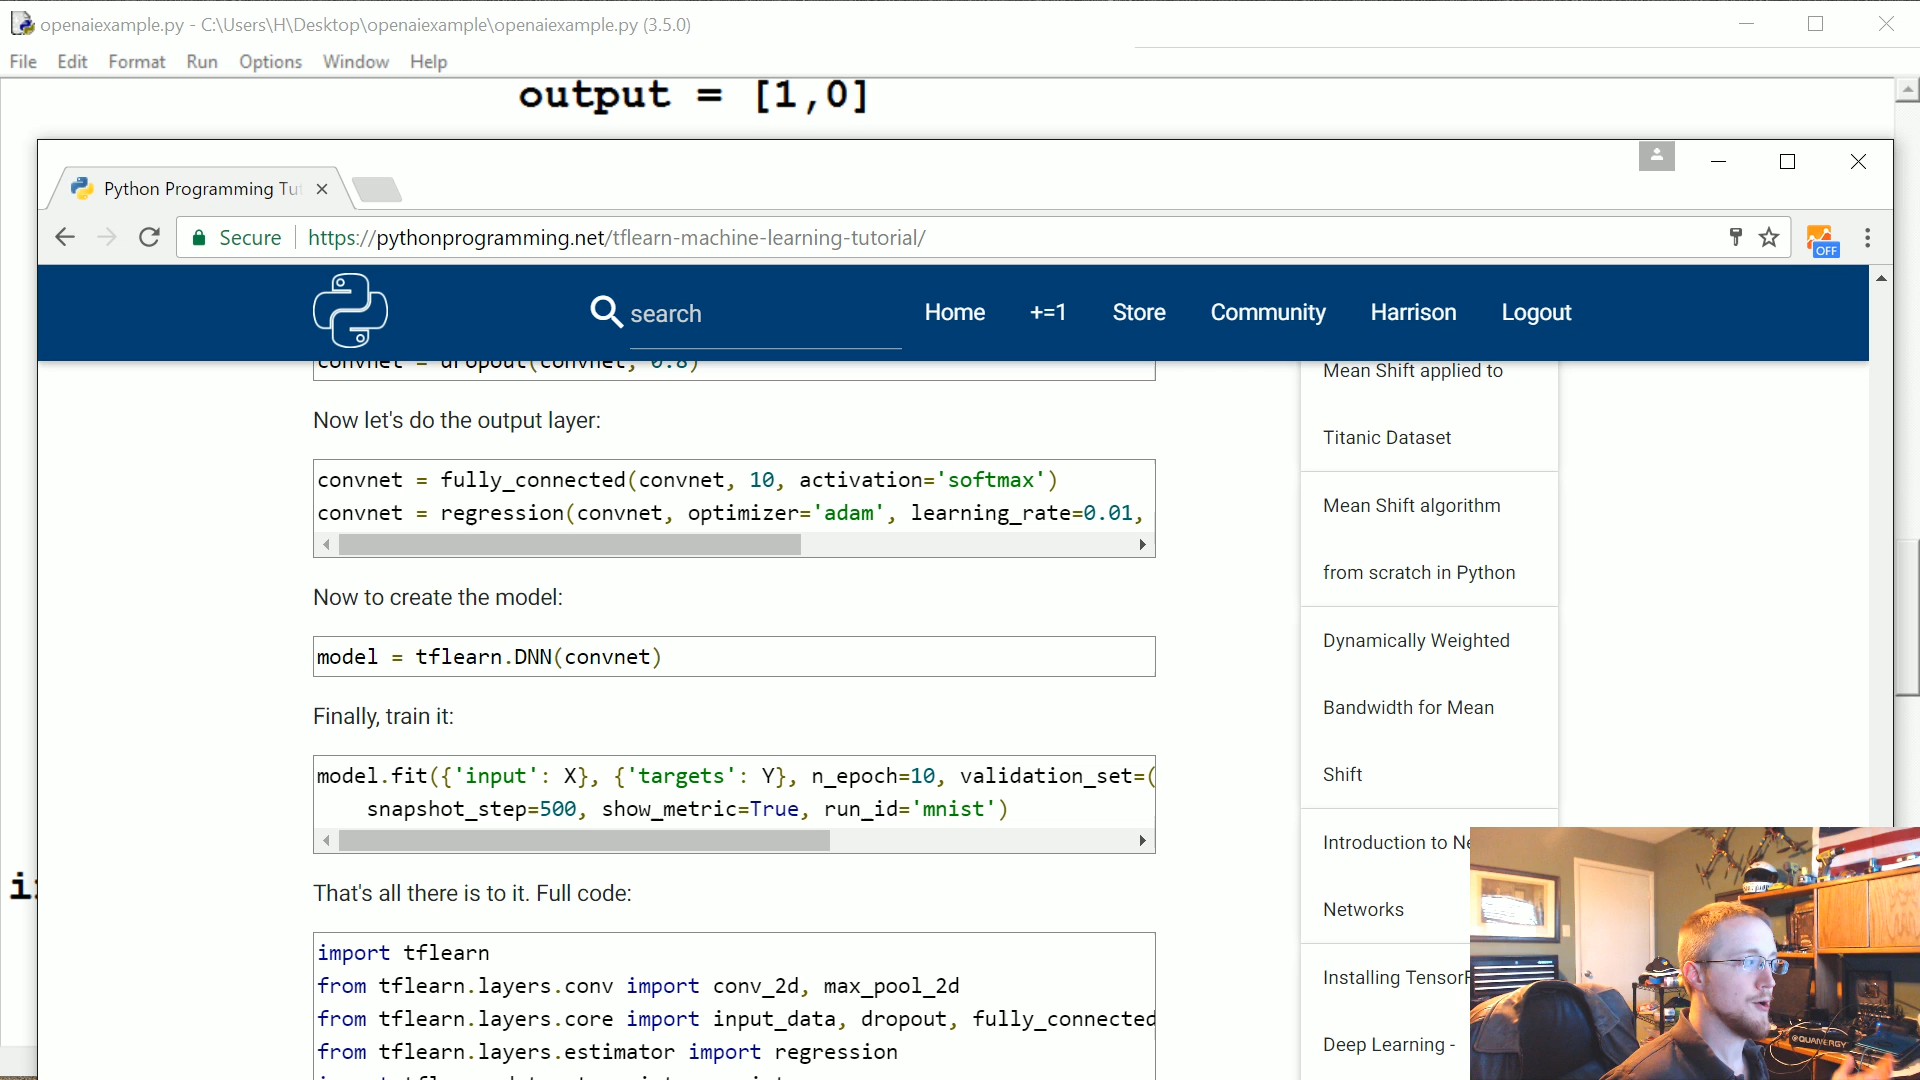 openaiexample.py - C:\Users\H\Desktop\openaiexample\openaiexample.py (3.5.0)
File Edit Format Run Options Window Help
output = [1,0]
Python Programming Tu
Secure https://pythonprogramming.net/tflearn-machine-learning-tutorial/
OFF
search Home +=1 Store Community Harrison Logout
convnet = dropout(convnet, 0.8)
Now let's do the output layer:
convnet = fully_connected(convnet, 10, activation='softmax')
convnet = regression(convnet, optimizer='adam', learning_rate=0.01,
Now to create the model:
model = tflearn.DNN(convnet)
Finally, train it:
model.fit({'input': X}, {'targets': Y}, n_epoch=10, validation_set=(
snapshot_step=500, show_metric=True, run_id='mnist')
That's all there is to it. Full code:
import tflearn
from tflearn.layers.conv import conv_2d, max_pool_2d
from tflearn.layers.core import input_data, dropout, fully_connected
from tflearn.layers.estimator import regression
Mean Shift applied to
Titanic Dataset
Mean Shift algorithm
from scratch in Python
Dynamically Weighted
Bandwidth for Mean
Shift
Introduction to Ne
Networks
Installing Tensor
Deep Learning -
QUANERGY